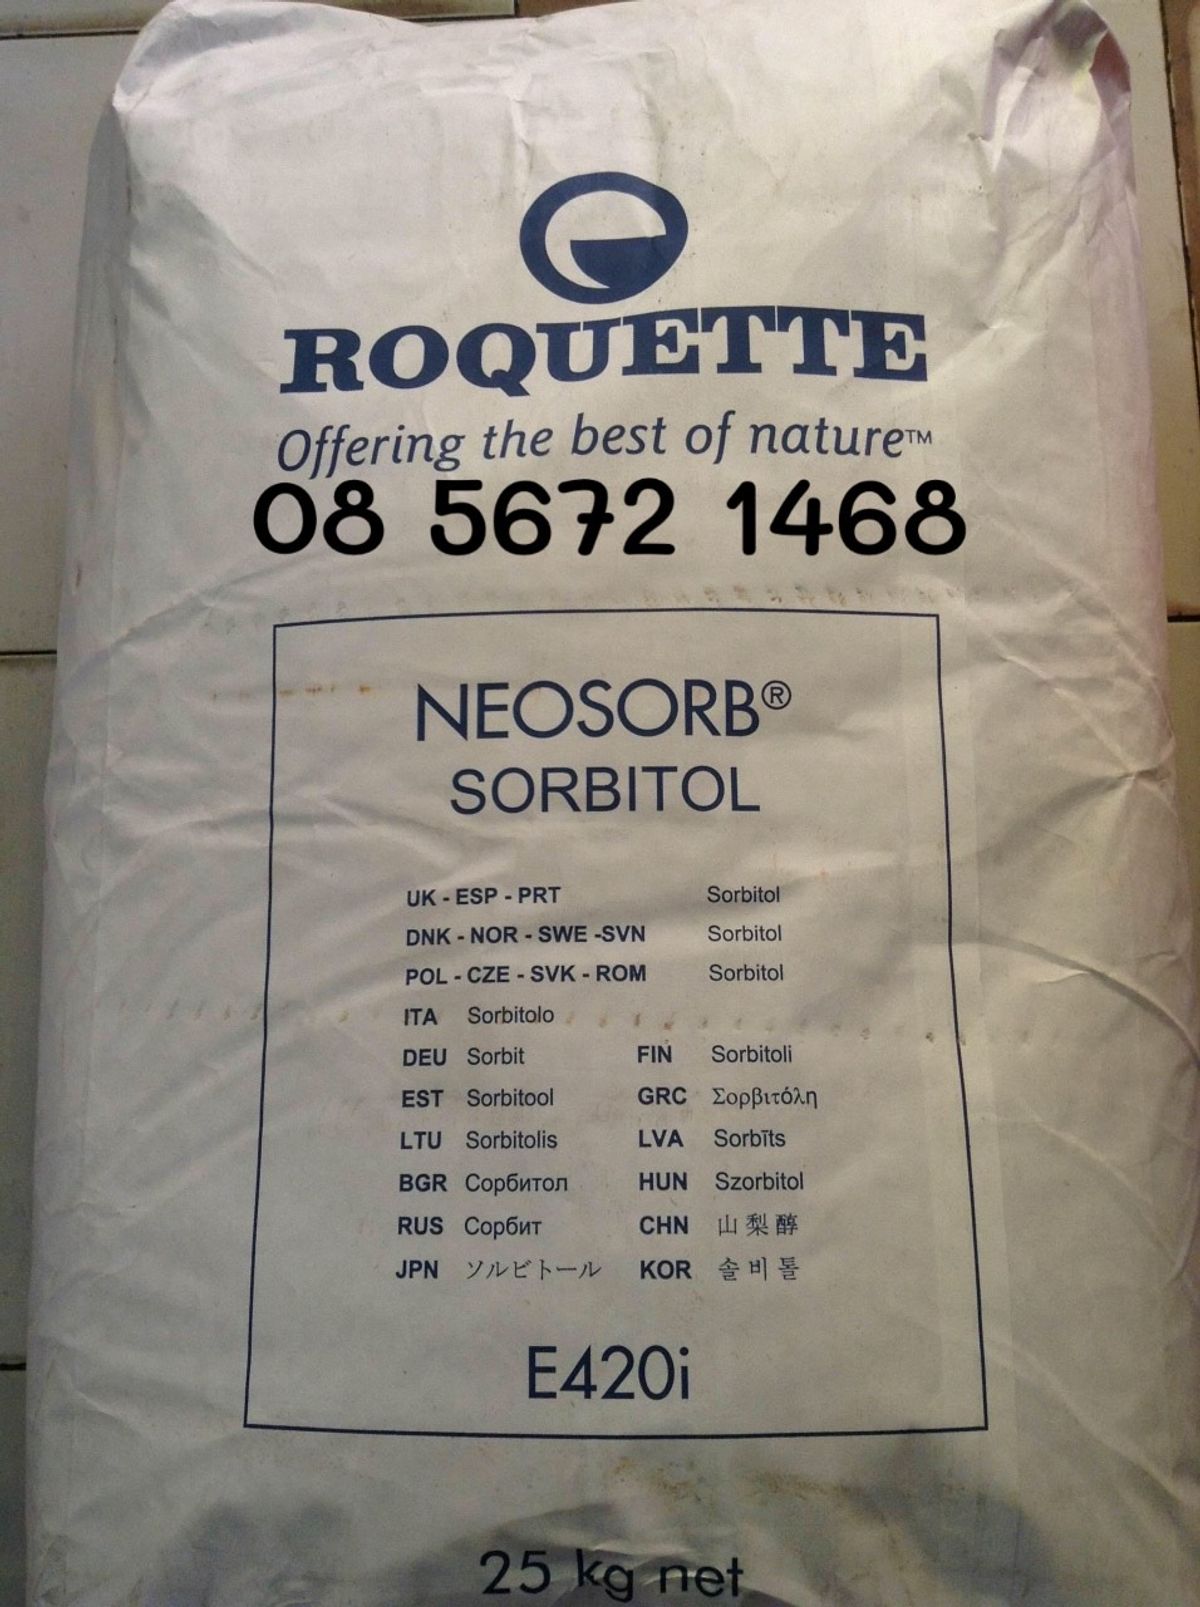 ROQUETTE
Offering the best of nature™
08 5672 1468
NEOSORB®
SORBITOL
UK - ESP - PRT Sorbitol
DNK - NOR - SWE -SVN Sorbitol
POL - CZE - SVK - ROM Sorbitol
ITA Sorbitolo
DEU Sorbit FIN Sorbitoli
EST Sorbitool GRC Σορβιτόλη
LTU Sorbitolis LVA Sorbīts
BGR Сорбитол HUN Szorbitol
RUS Сорбит CHN 山梨醇
JPN ソルビトール KOR 솔비톨
E420i
25 kg net